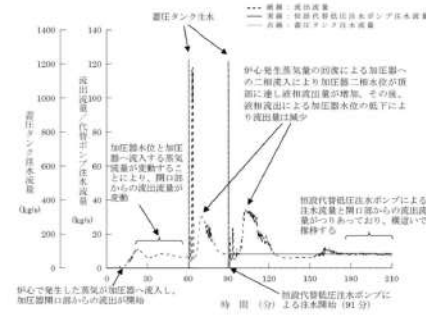 蓄圧タンク注水
破線：流出流量
実線：恒設代替低圧注水ポンプ注水流量
点線：蓄圧タンク注水流量
1400
1200
1000
800
600
400
200
0
蓄圧タンク注水流量
(kg/s)
140
120
100
80
60
40
20
0
流出流量／代替ポンプ注水流量
(kg/s)
炉心発生蒸気量の回復による加圧器へ
の二相流入により加圧器二相水位が頂
部に達し液相流出量が増加、その後、
液相流出による加圧器水位の低下によ
り流出量は減少
加圧器水位と加圧
器へ流入する蒸気
流量が変動するこ
とにより、開口部
からの流出流量が
変動
恒設代替低圧注水ポンプによる
注水流量と開口部からの流出流
量がつりあっており、横這いで
推移する
0
30
60
90
120
150
180
210
時間（分）
炉心で発生した蒸気が加圧器へ流入し、
加圧器開口部からの流出が開始
恒設代替低圧注水ポンプに
よる注水開始（91分）